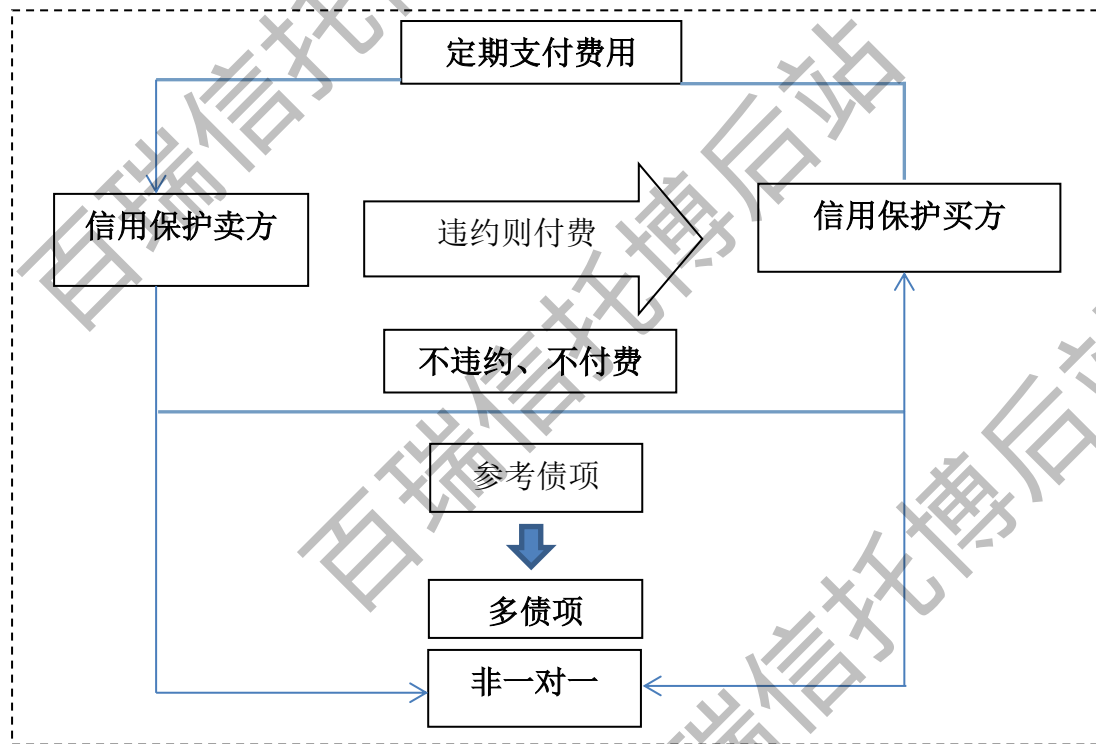 定期支付费用
信用保护卖方
违约则付费
信用保护买方
不违约、不付费
参考债项
多债项
非一对一
百瑞信托博后站
百瑞信托博后站